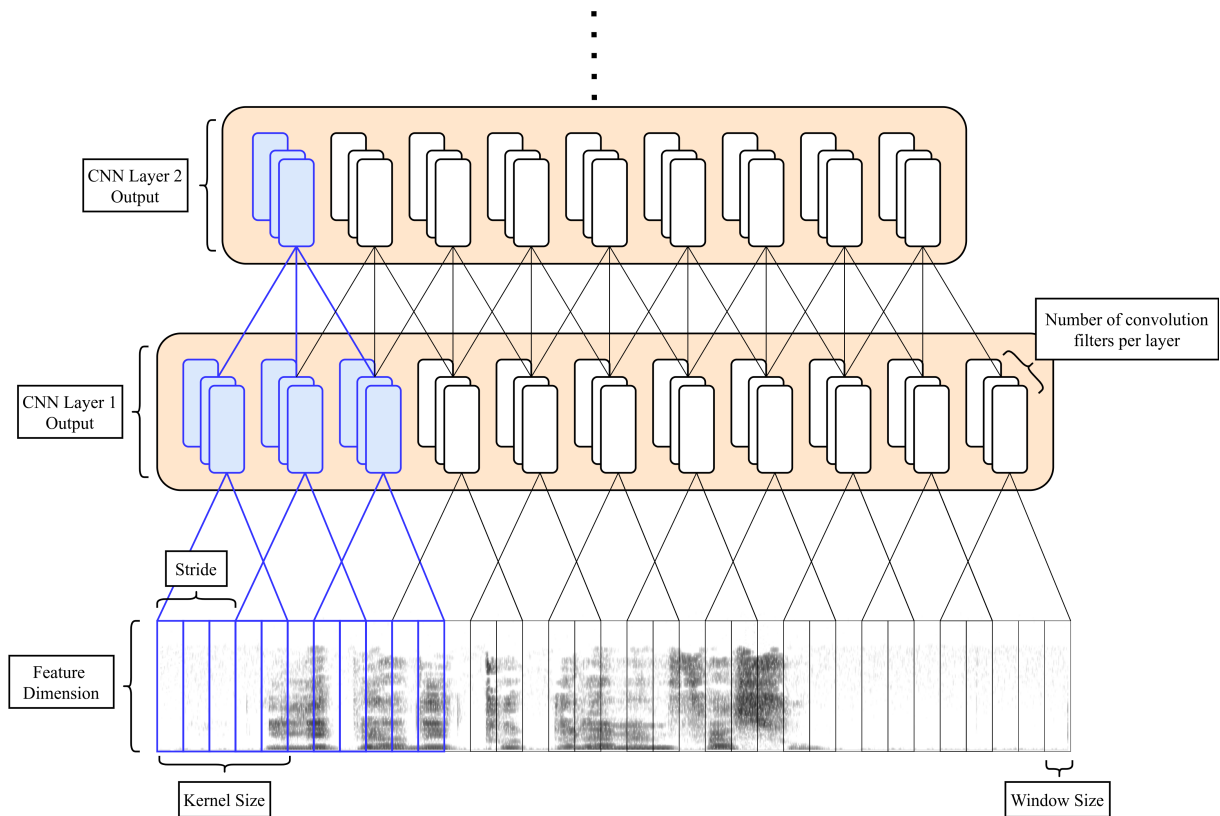 CNN Layer 2
Output
Number of convolution
filters per layer
CNN Layer 1
Output
Stride
Feature
Dimension
Kernel Size
Window Size